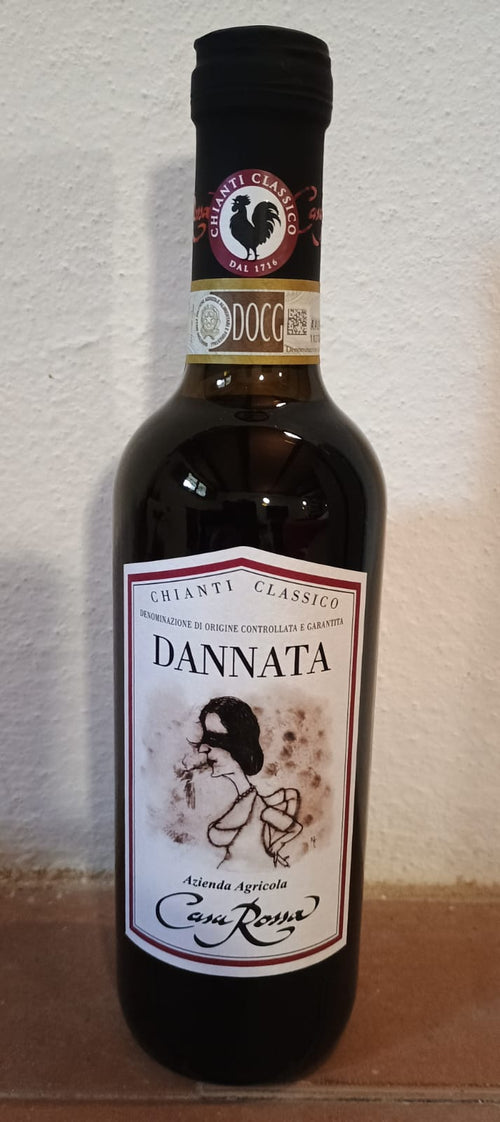 CHIANTI CLASSICO
DAL 1716
DOCG
CHIANTI CLASSICO
DENOMINAZIONE DI ORIGINE CONTROLLATA E GARANTITA
DANNATA
Azienda Agricola
Casa Rossa